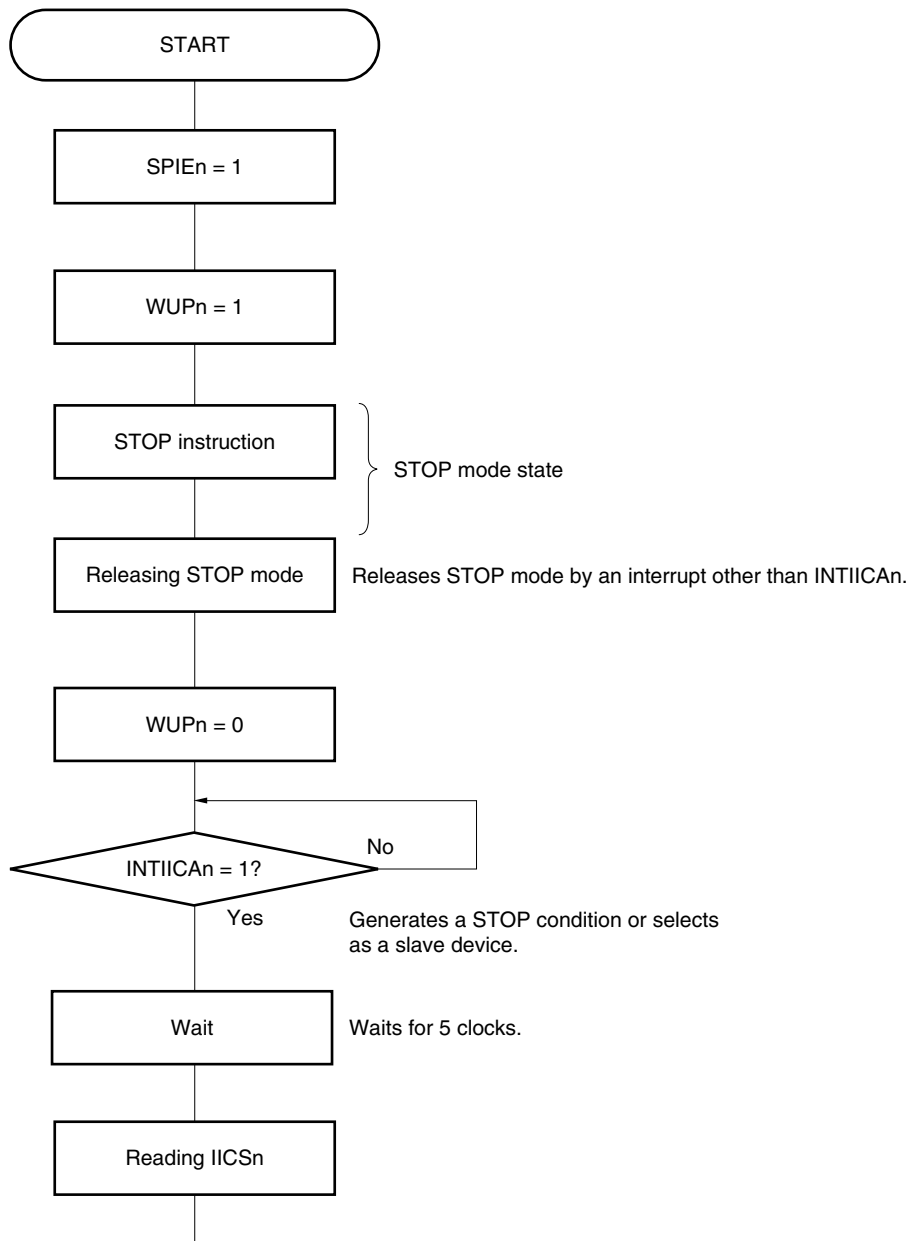 START
SPIEn = 1
WUPn = 1
STOP instruction
STOP mode state
Releasing STOP mode
Releases STOP mode by an interrupt other than INTIICAn.
WUPn = 0
INTIICAn = 1?
No
Yes
Generates a STOP condition or selects
as a slave device.
Wait
Waits for 5 clocks.
Reading IICSn